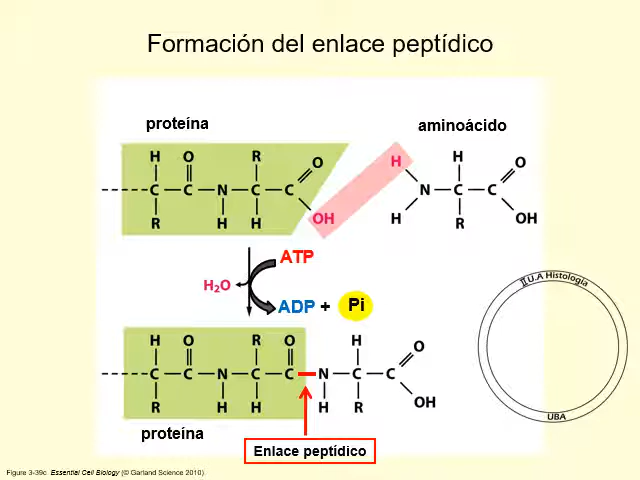 Formación del enlace peptídico
proteína
aminoácido
H O R O H H O
C C N C C N C C
R H H OH H R OH
ATP
H₂O
ADP + Pi
H O R O H O
C C N C C N C C
R H H H R OH
proteína
Enlace peptídico
II U.A Histología
UBA
Figure 3-39c Essential Cell Biology (© Garland Science 2010).